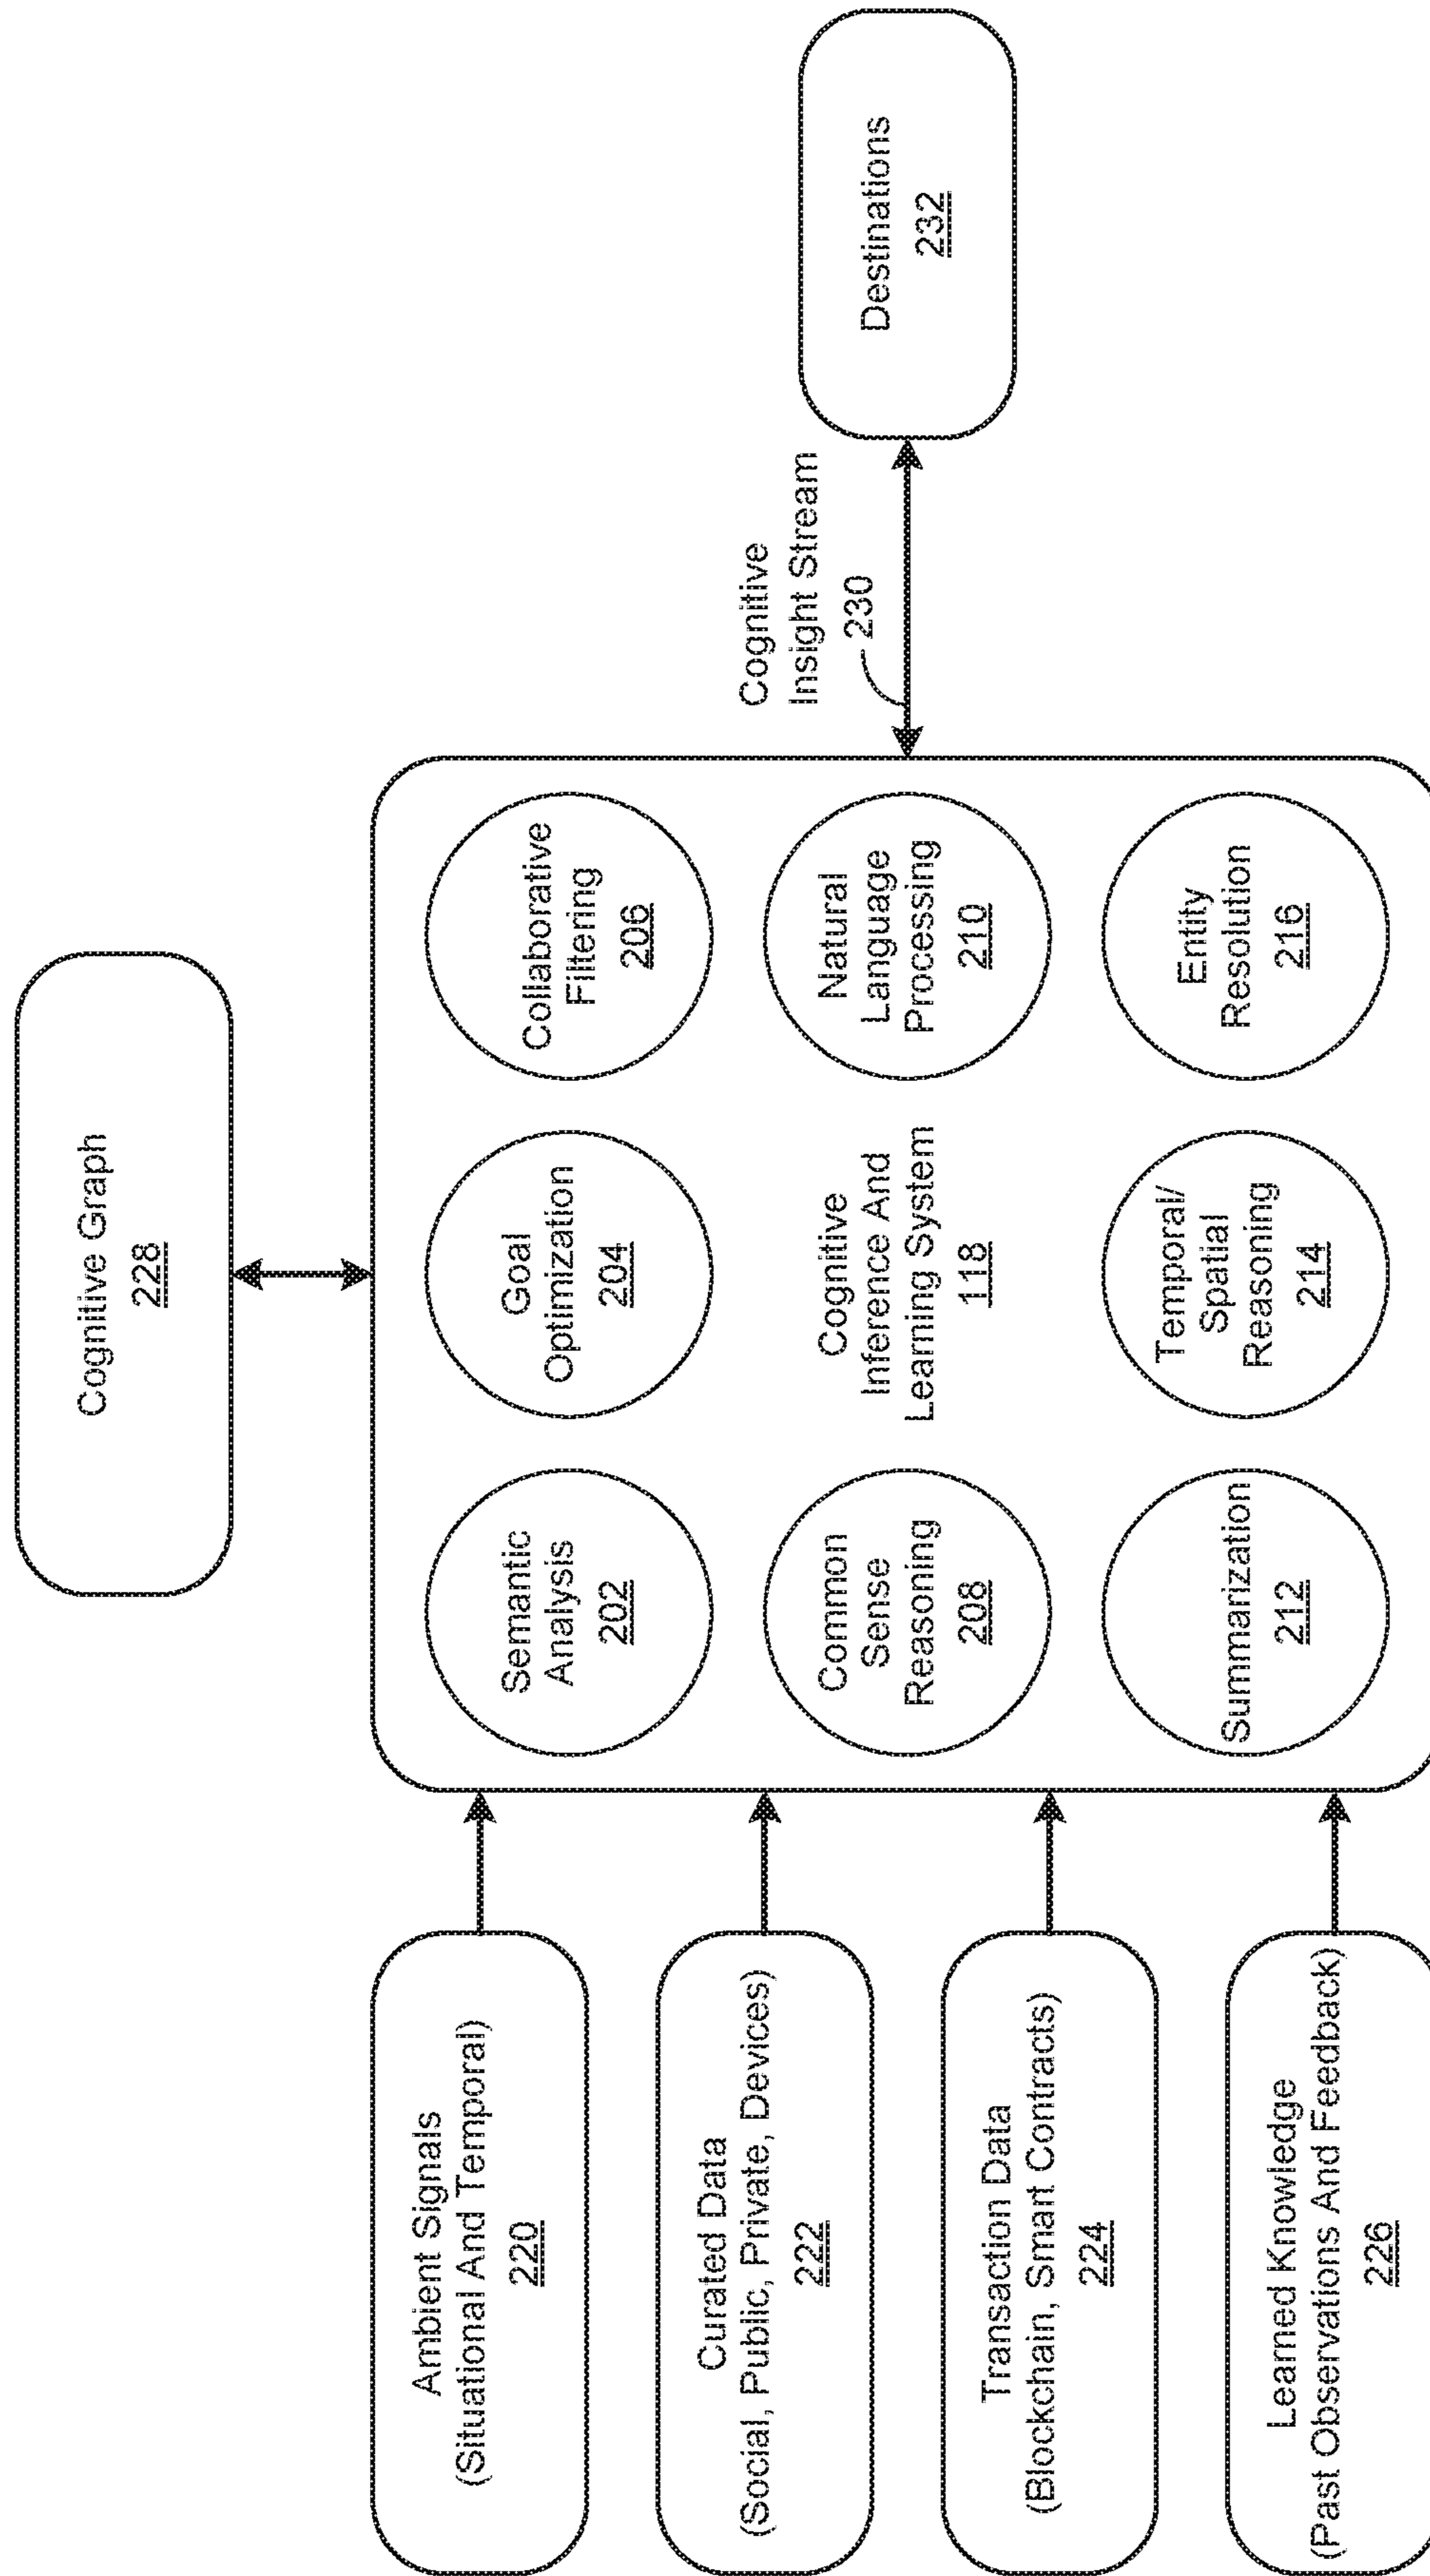 Cognitive Graph
228
Ambient Signals
(Situational And Temporal)
220
Curated Data
(Social, Public, Private, Devices)
222
Transaction Data
(Blockchain, Smart Contracts)
224
Learned Knowledge
(Past Observations And Feedback)
226
Semantic
Analysis
202
Goal
Optimization
204
Collaborative
Filtering
206
Common
Sense
Reasoning
208
Cognitive
Inference And
Learning System
118
Natural
Language
Processing
210
Summarization
212
Temporal/
Spatial
Reasoning
214
Entity
Resolution
216
Cognitive
Insight Stream
230
Destinations
232